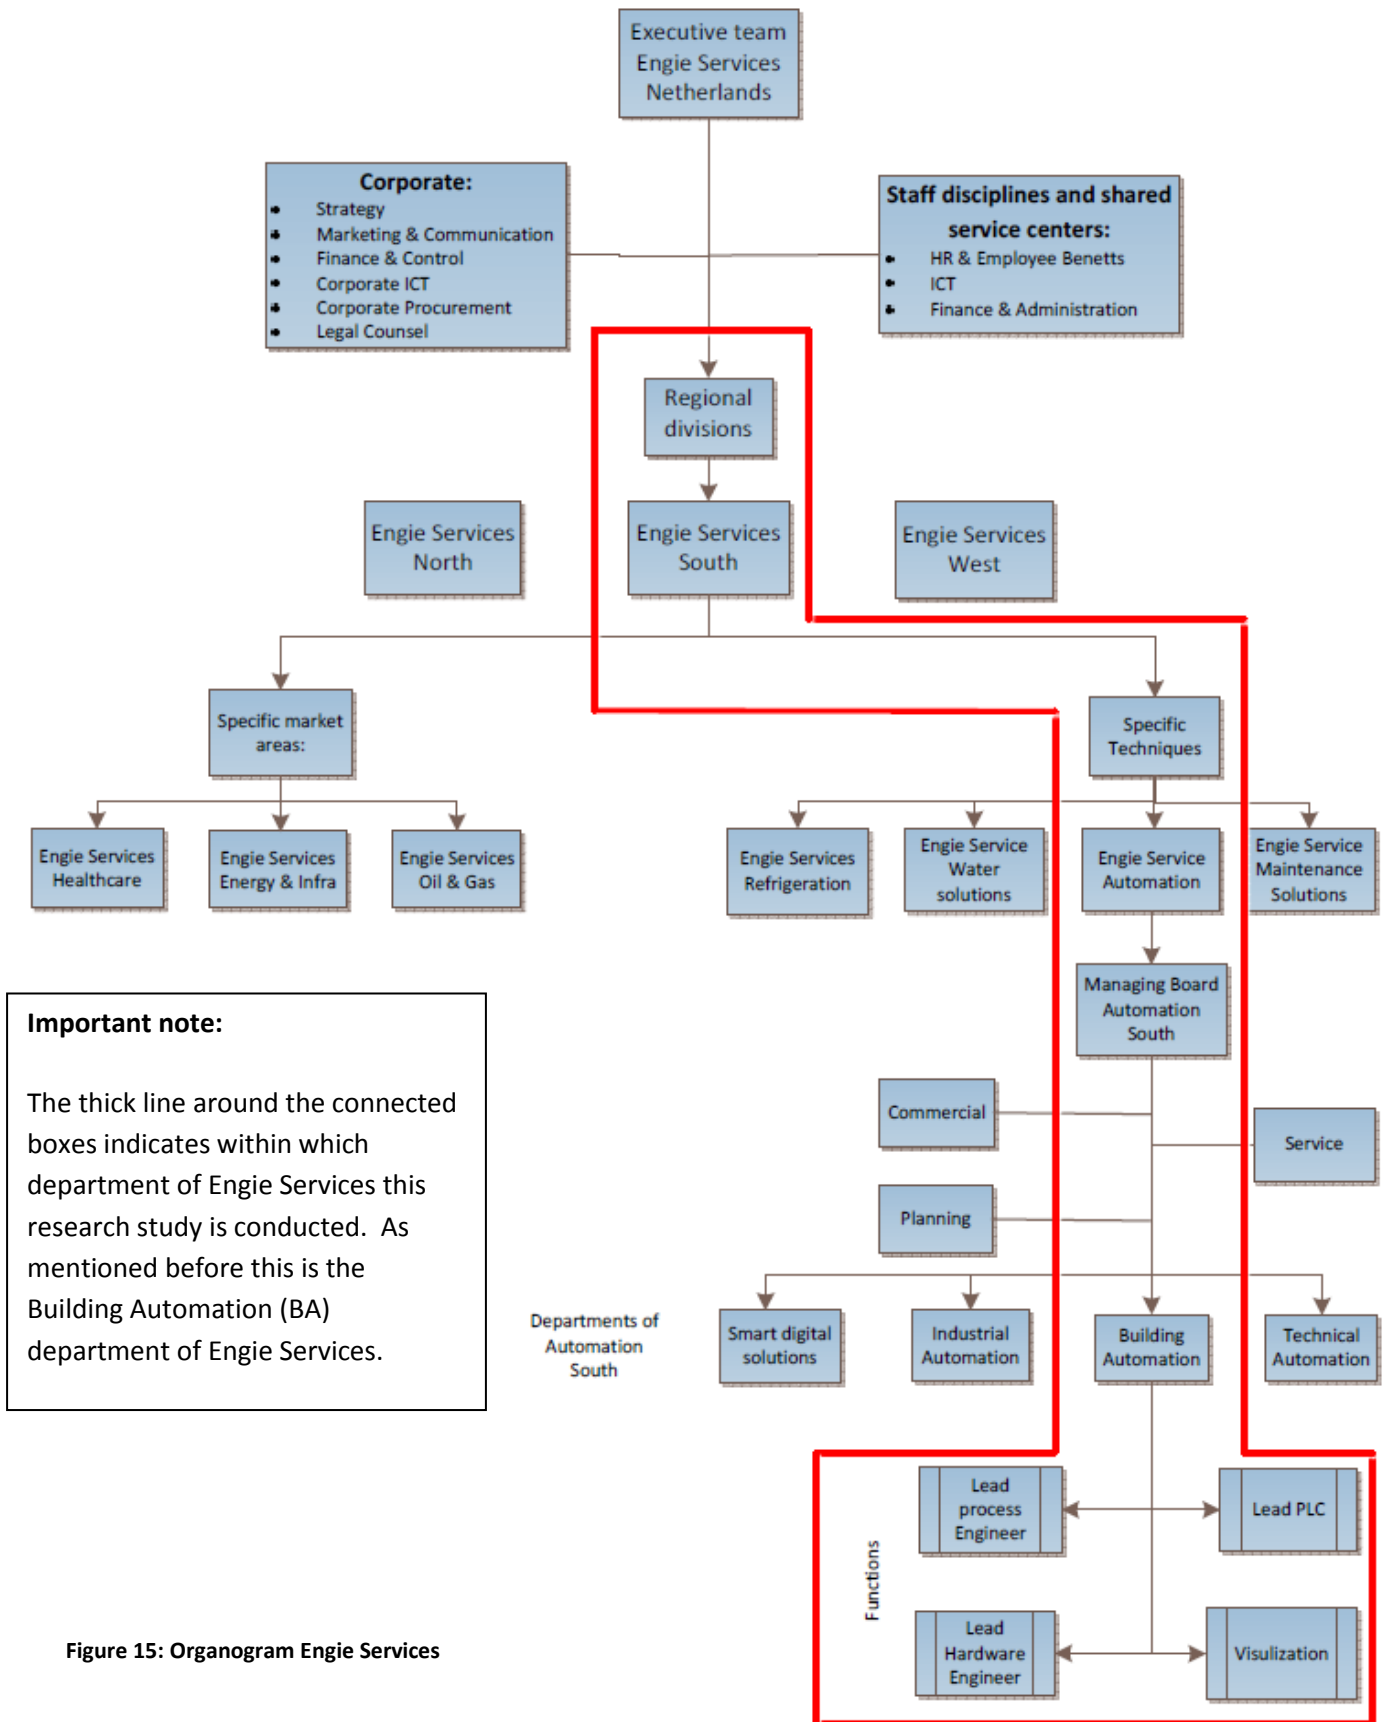 Executive team
Engie Services
Netherlands
Corporate:
• Strategy
• Marketing & Communication
• Finance & Control
• Corporate ICT
• Corporate Procurement
• Legal Counsel
Staff disciplines and shared
service centers:
• HR & Employee Benetts
• ICT
• Finance & Administration
Regional
divisions
Engie Services
North
Engie Services
South
Engie Services
West
Specific market
areas:
Specific
Techniques
Engie Services
Healthcare
Engie Services
Energy & Infra
Engie Services
Oil & Gas
Engie Services
Refrigeration
Engie Service
Water
solutions
Engie Service
Automation
Engie Service
Maintenance
Solutions
Managing Board
Automation
South
Important note:
The thick line around the connected
boxes indicates within which
department of Engie Services this
research study is conducted.  As
mentioned before this is the
Building Automation (BA)
department of Engie Services.
Commercial
Service
Planning
Departments of
Automation
South
Smart digital
solutions
Industrial
Automation
Building
Automation
Technical
Automation
Functions
Lead
process
Engineer
Lead PLC
Lead
Hardware
Engineer
Visulization
Figure 15: Organogram Engie Services